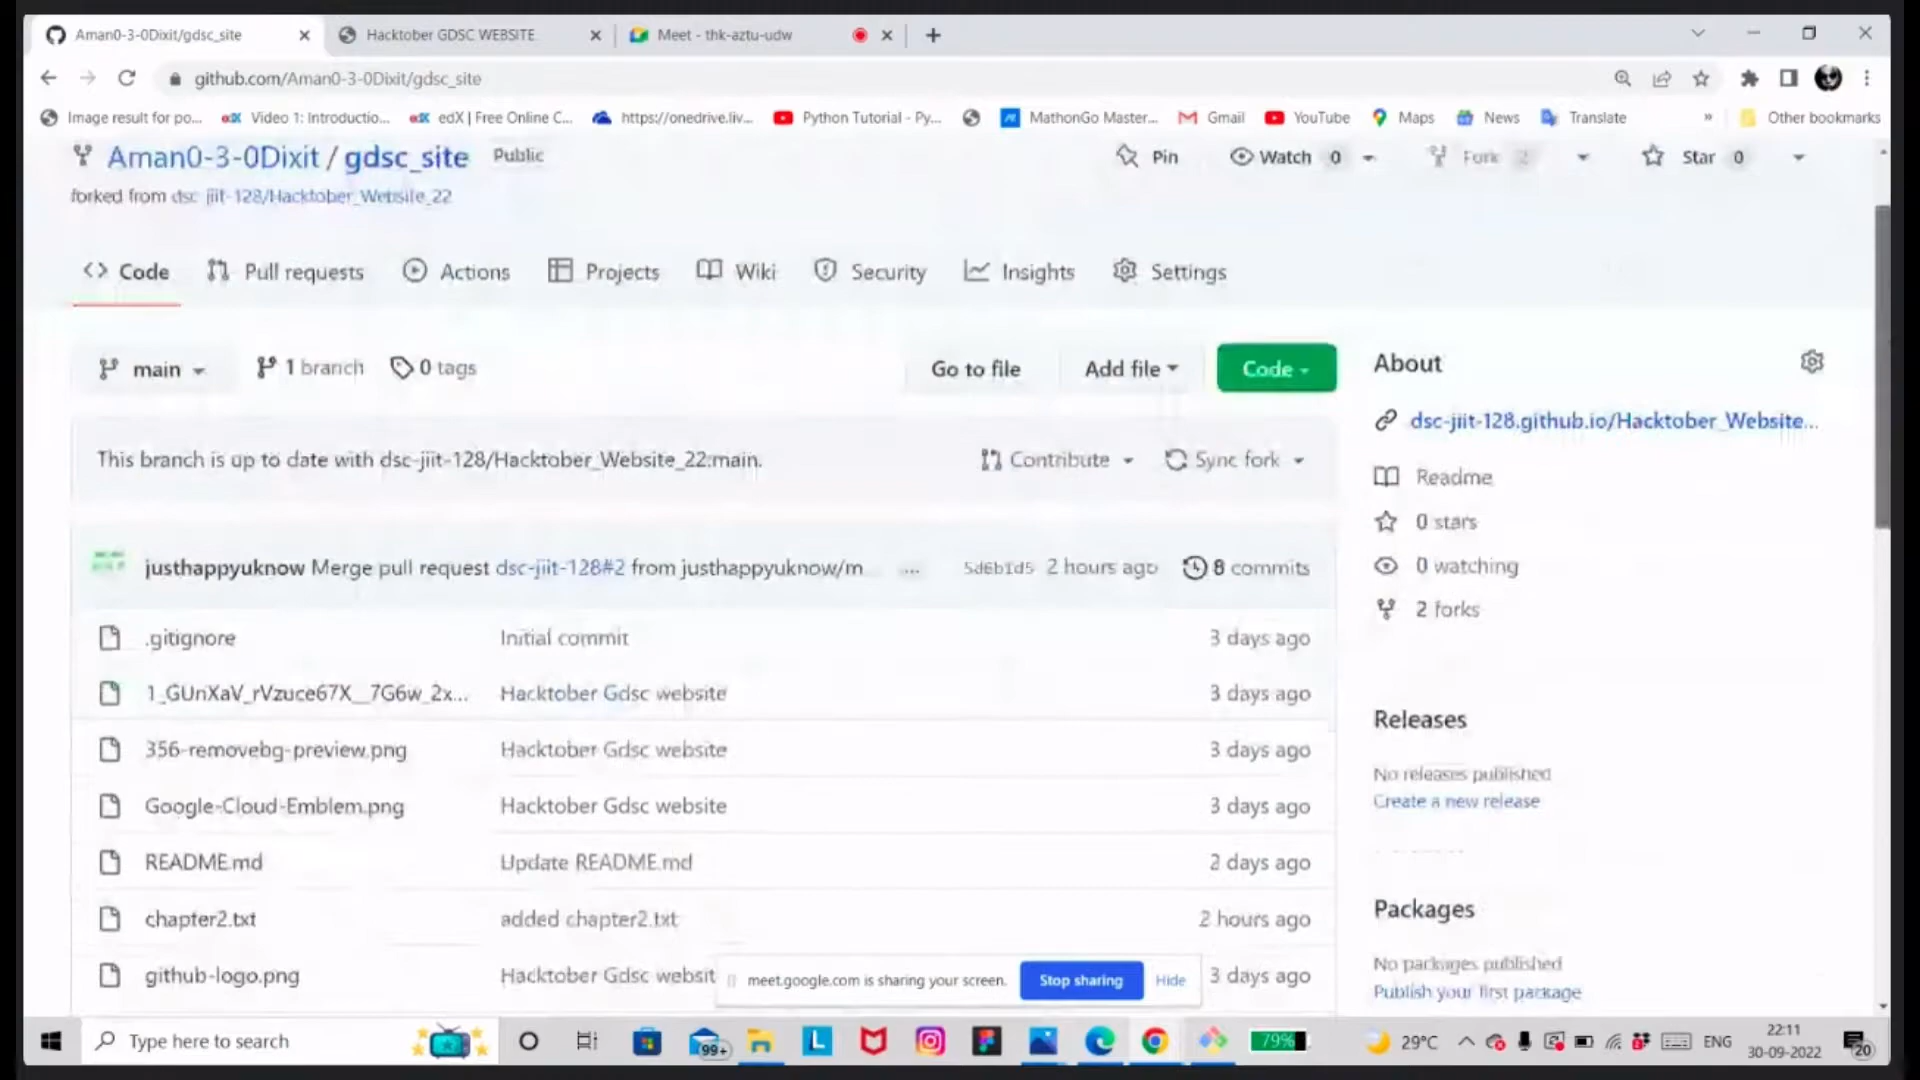 Aman0-3-0Dixit/gdsc_site
Hacktober GDSC WEBSITE
Meet - thk-aztu-udw
github.com/Aman0-3-0Dixit/gdsc_site
Image result for po...
Video 1: Introductio...
edX | Free Online C...
https://onedrive.liv...
Python Tutorial - Py...
MathonGo Master...
Gmail
YouTube
Maps
News
Translate
»
Other bookmarks
Aman0-3-0Dixit / gdsc_site Public
Pin
Watch 0
Fork 2
Star 0
forked from dsc-jiit-128/Hacktober_Website_22
Code
Pull requests
Actions
Projects
Wiki
Security
Insights
Settings
main
1 branch
0 tags
Go to file
Add file
Code
About
dsc-jiit-128.github.io/Hacktober_Website...
This branch is up to date with dsc-jiit-128/Hacktober_Website_22:main.
Contribute
Sync fork
Readme
0 stars
0 watching
2 forks
justhappyuknow Merge pull request dsc-jiit-128#2 from justhappyuknow/m... ... 5d6b1d5 2 hours ago 8 commits
.gitignore Initial commit 3 days ago
1_GUnXaV_rVzuce67X__7G6w_2x... Hacktober Gdsc website 3 days ago
356-removebg-preview.png Hacktober Gdsc website 3 days ago
Google-Cloud-Emblem.png Hacktober Gdsc website 3 days ago
README.md Update README.md 2 days ago
chapter2.txt added chapter2.txt 2 hours ago
github-logo.png Hacktober Gdsc websit 3 days ago
Releases
No releases published
Create a new release
Packages
No packages published
Publish your first package
meet.google.com is sharing your screen.
Stop sharing
Hide
Type here to search
99+
79%
29°C
ENG
22:11
30-09-2022
20